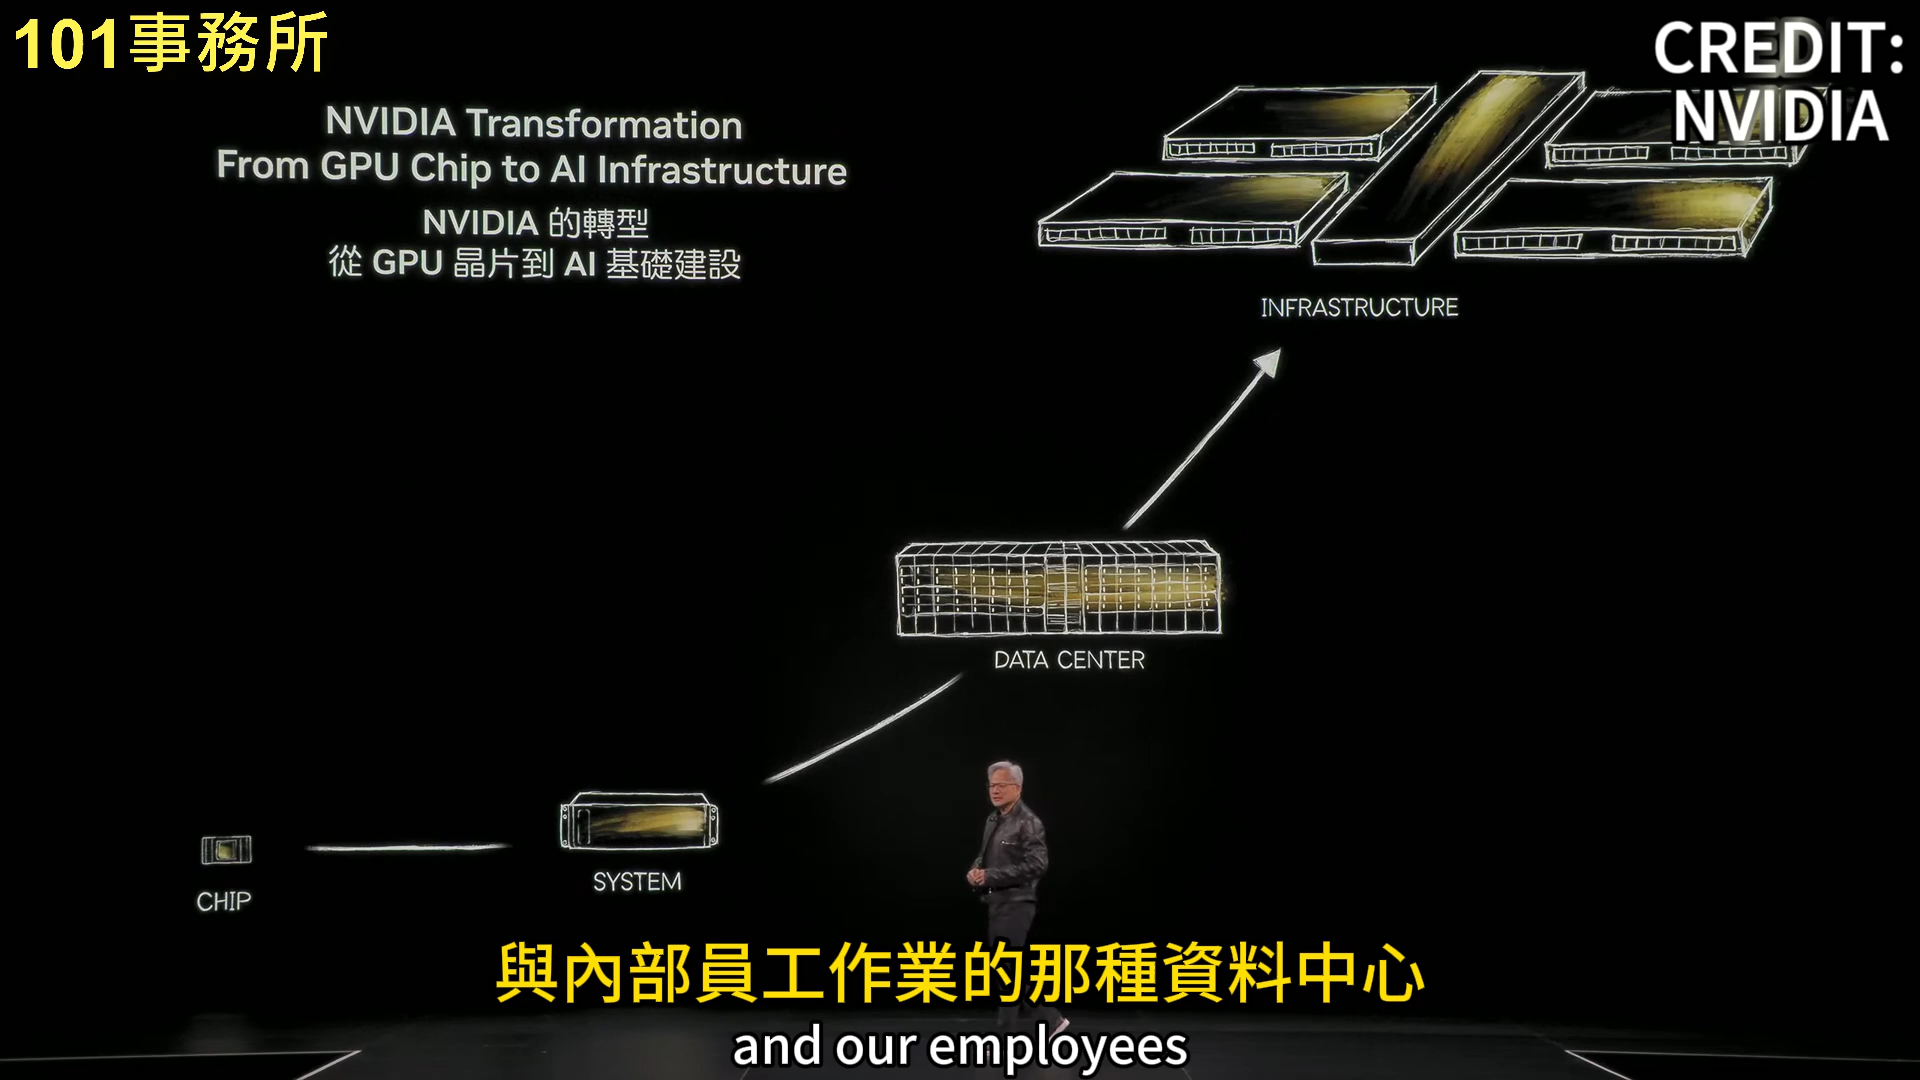 101事務所
CREDIT:
NVIDIA
NVIDIA Transformation
From GPU Chip to AI Infrastructure
NVIDIA 的轉型
從 GPU 晶片到 AI 基礎建設
INFRASTRUCTURE
DATA CENTER
SYSTEM
CHIP
與內部員工作業的那種資料中心
and our employees